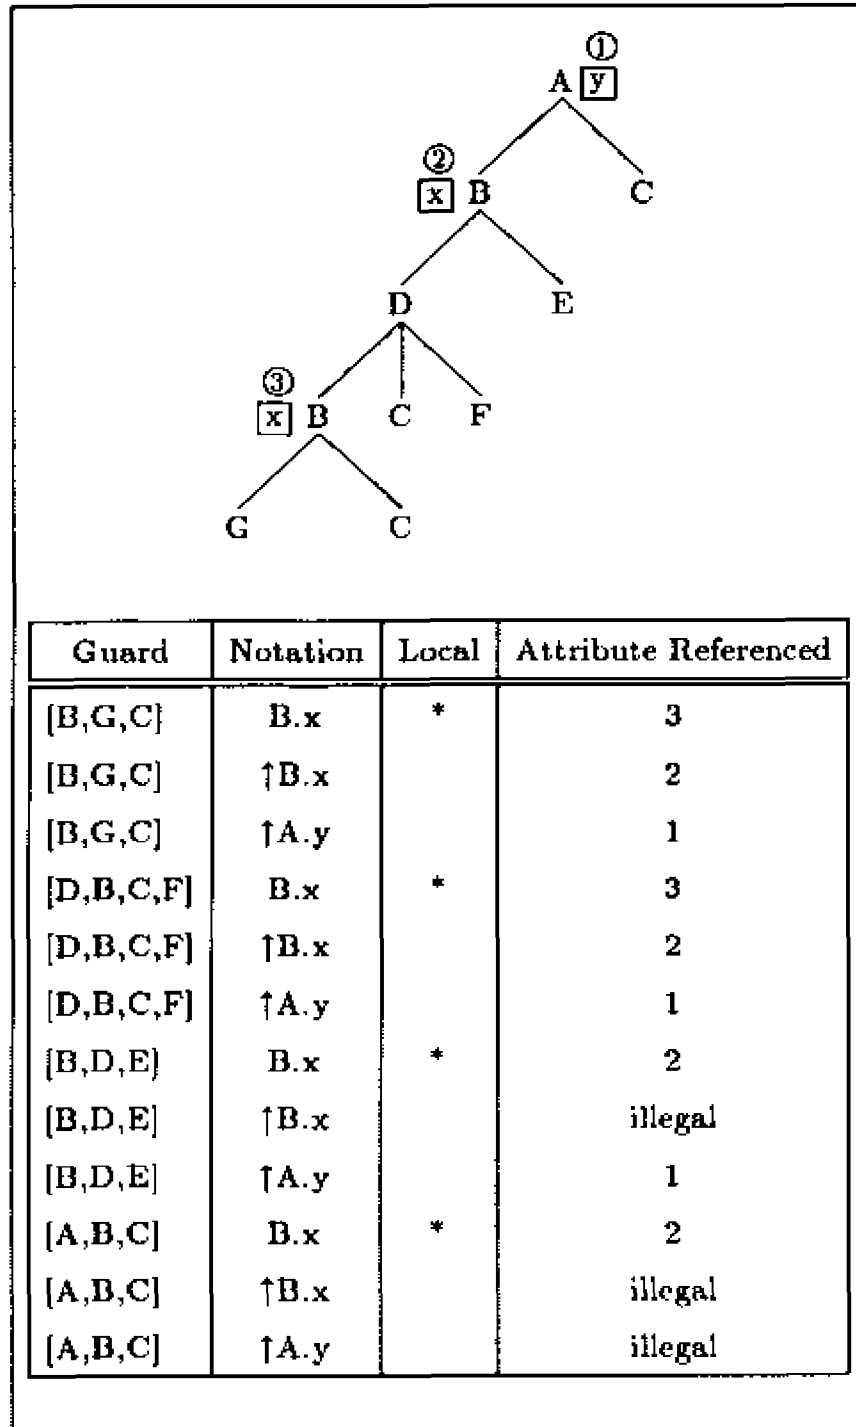 ①
A y
②
x B C
D E
③
x B C F
G C
Guard Notation Local Attribute Referenced
[B,G,C] B.x * 3
[B,G,C] ↑B.x 2
[B,G,C] ↑A.y 1
[D,B,C,F] B.x * 3
[D,B,C,F] ↑B.x 2
[D,B,C,F] ↑A.y 1
[B,D,E] B.x * 2
[B,D,E] ↑B.x illegal
[B,D,E] ↑A.y 1
[A,B,C] B.x * 2
[A,B,C] ↑B.x illegal
[A,B,C] ↑A.y illegal